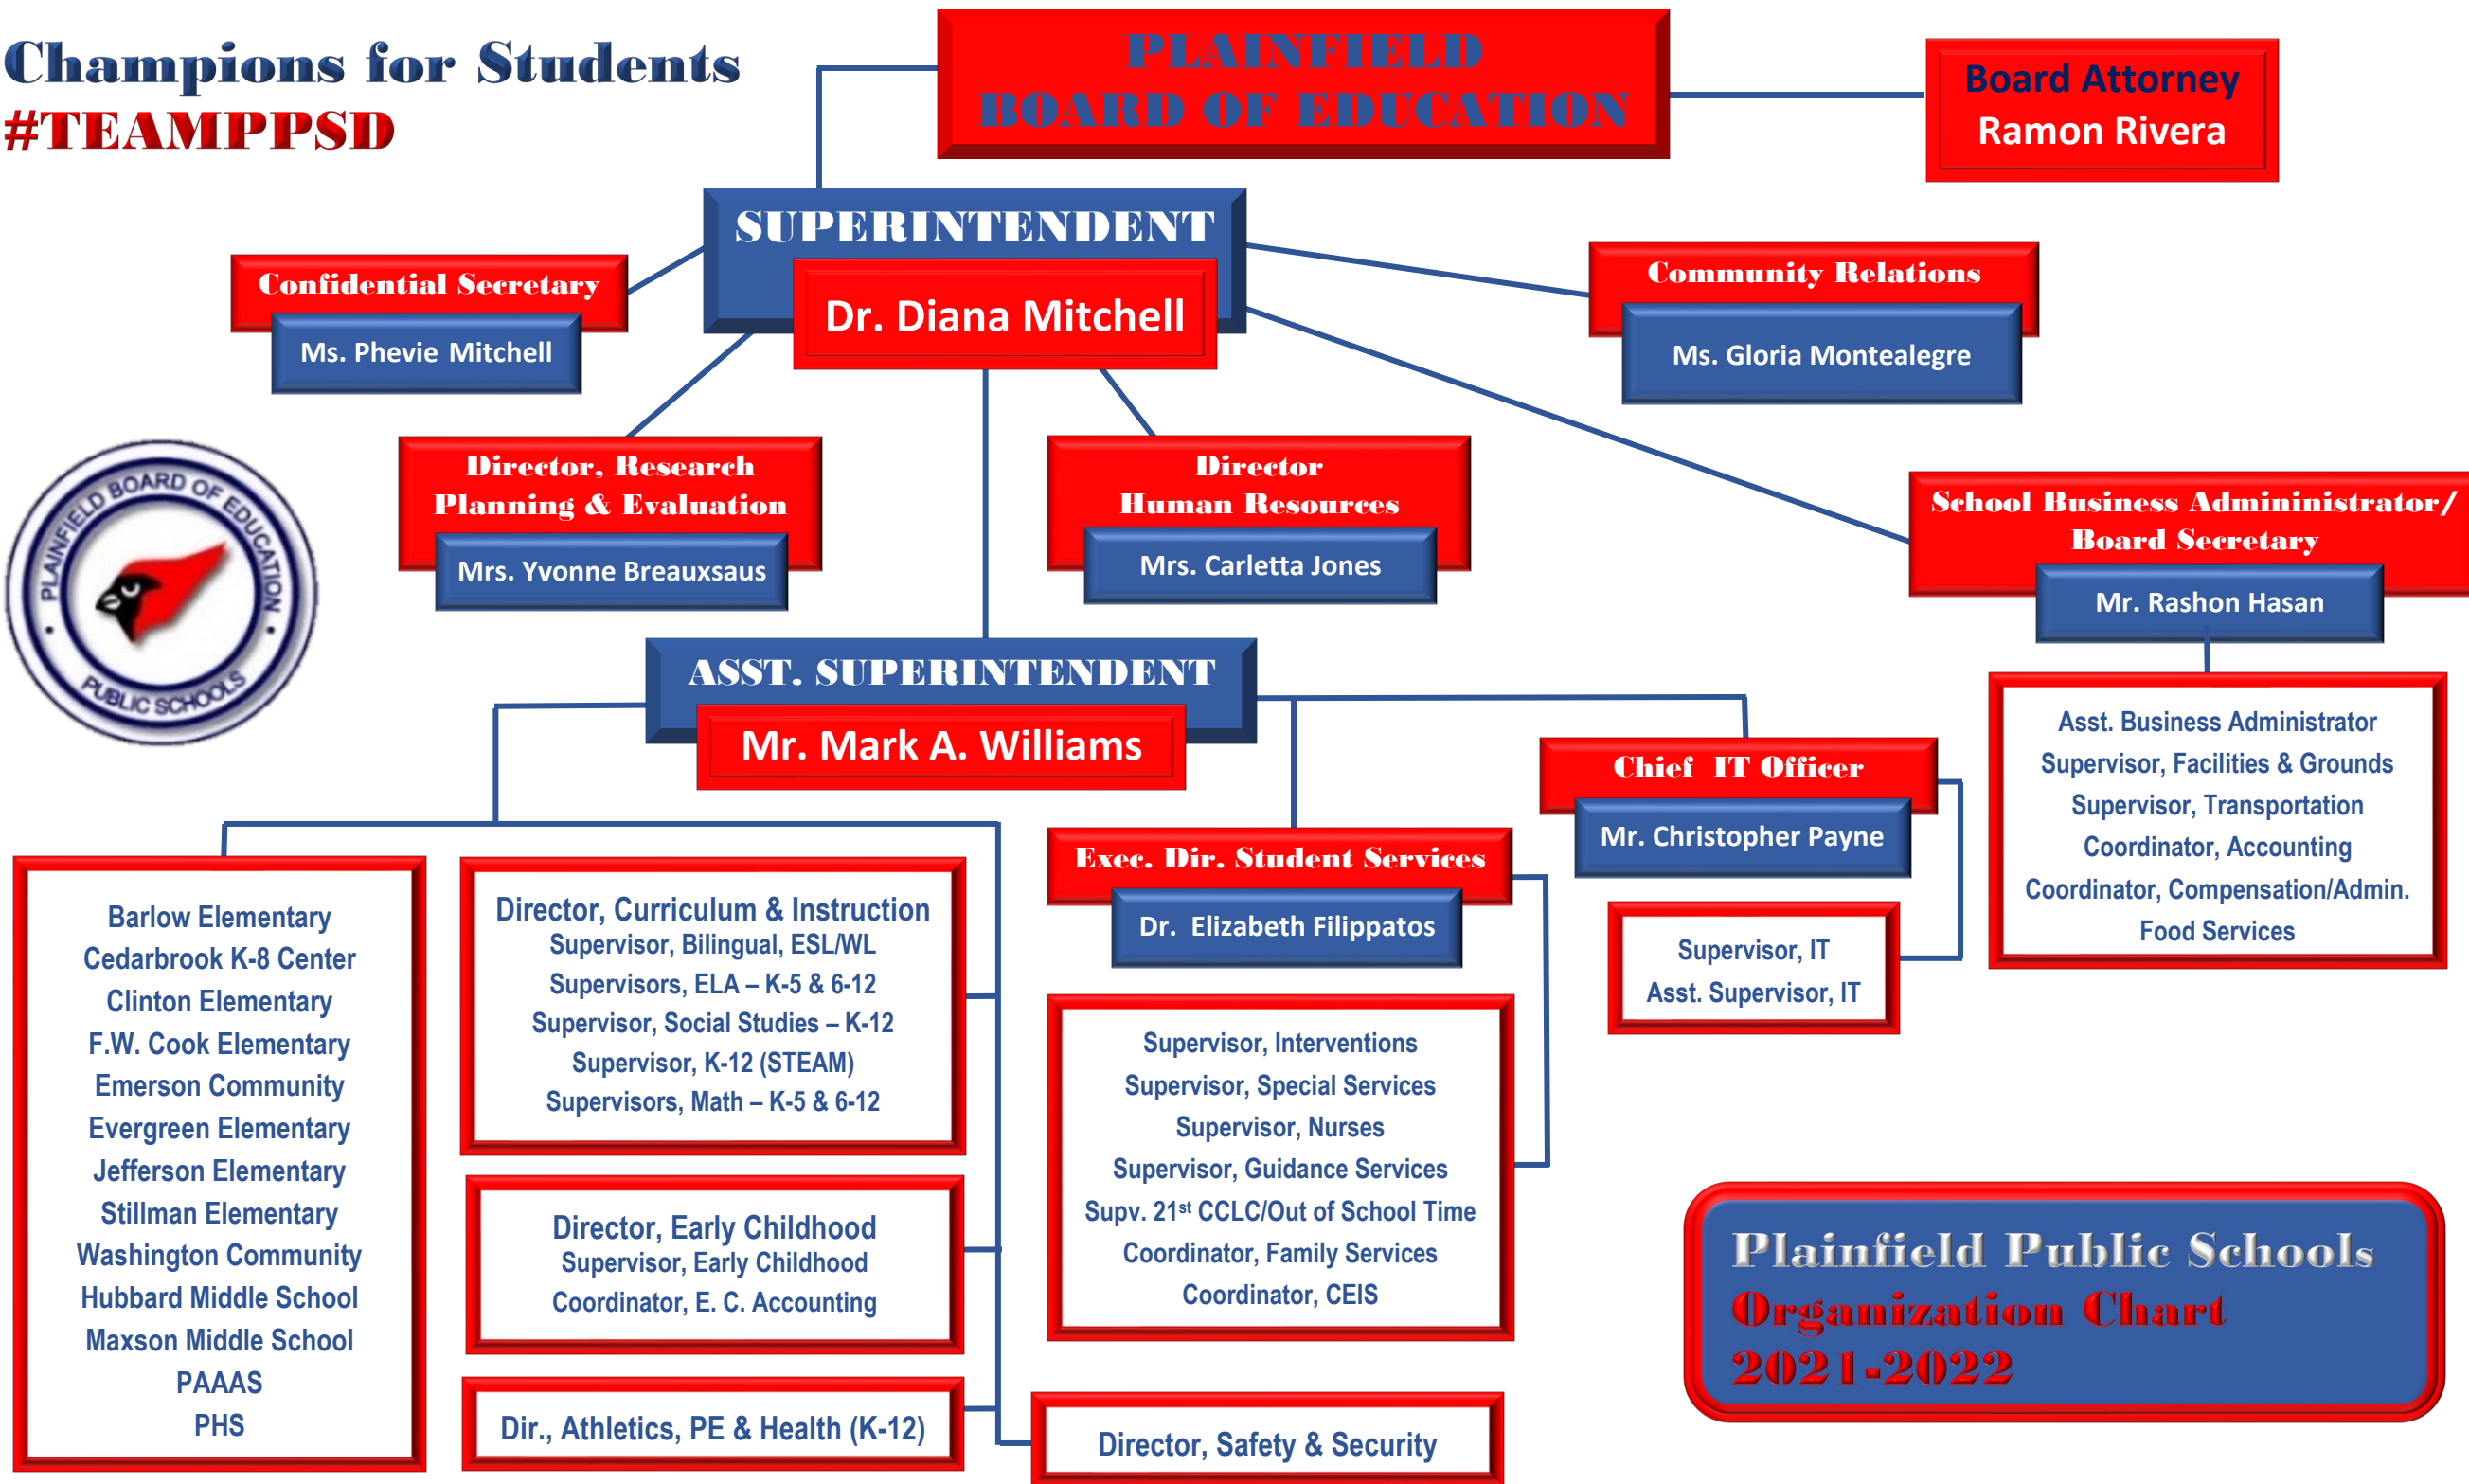 Champions for Students
#TEAMPPSD
PLAINFIELD
BOARD OF EDUCATION
Board Attorney
Ramon Rivera
SUPERINTENDENT
Dr. Diana Mitchell
Confidential Secretary
Ms. Phevie Mitchell
Community Relations
Ms. Gloria Montealegre
PLAINFIELD BOARD OF EDUCATION
PUBLIC SCHOOLS
Director, Research
Planning & Evaluation
Mrs. Yvonne Breauxsaus
Director
Human Resources
Mrs. Carletta Jones
School Business Admininistrator/
Board Secretary
Mr. Rashon Hasan
Asst. Business Administrator
Supervisor, Facilities & Grounds
Supervisor, Transportation
Coordinator, Accounting
Coordinator, Compensation/Admin.
Food Services
ASST. SUPERINTENDENT
Mr. Mark A. Williams
Chief IT Officer
Mr. Christopher Payne
Supervisor, IT
Asst. Supervisor, IT
Exec. Dir. Student Services
Dr. Elizabeth Filippatos
Supervisor, Interventions
Supervisor, Special Services
Supervisor, Nurses
Supervisor, Guidance Services
Supv. 21st CCLC/Out of School Time
Coordinator, Family Services
Coordinator, CEIS
Barlow Elementary
Cedarbrook K-8 Center
Clinton Elementary
F.W. Cook Elementary
Emerson Community
Evergreen Elementary
Jefferson Elementary
Stillman Elementary
Washington Community
Hubbard Middle School
Maxson Middle School
PAAAS
PHS
Director, Curriculum & Instruction
Supervisor, Bilingual, ESL/WL
Supervisors, ELA – K-5 & 6-12
Supervisor, Social Studies – K-12
Supervisor, K-12 (STEAM)
Supervisors, Math – K-5 & 6-12
Director, Early Childhood
Supervisor, Early Childhood
Coordinator, E. C. Accounting
Dir., Athletics, PE & Health (K-12)
Director, Safety & Security
Plainfield Public Schools
Organization Chart
2021-2022